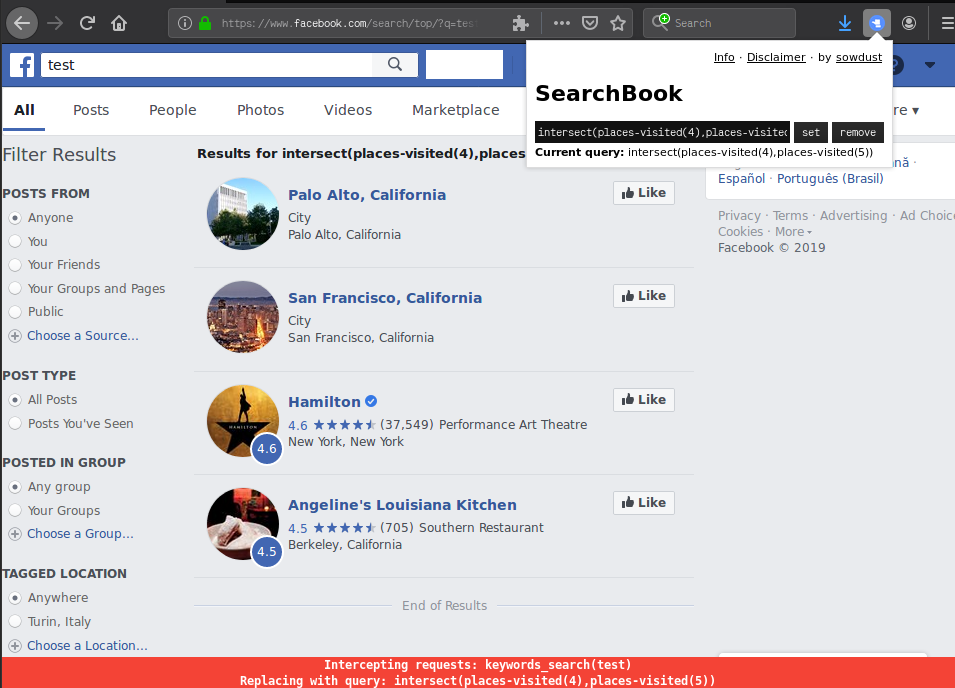 https://www.facebook.com/search/top/?q=tes
Search
test
Info · Disclaimer · by sowdust
SearchBook
intersect(places-visited(4),places-visited
set
remove
Current query: intersect(places-visited(4),places-visited(5))
All
Posts
People
Photos
Videos
Marketplace
re ▾
Filter Results
POSTS FROM
Anyone
You
Your Friends
Your Groups and Pages
Public
Choose a Source...
POST TYPE
All Posts
Posts You've Seen
POSTED IN GROUP
Any group
Your Groups
Choose a Group...
TAGGED LOCATION
Anywhere
Turin, Italy
Choose a Location...
Results for intersect(places-visited(4),places
Palo Alto, California
City
Palo Alto, California
Like
San Francisco, California
City
San Francisco, California
Like
HAMILTON
4.6
Hamilton
4.6 ★★★★⯨ (37,549) Performance Art Theatre
New York, New York
Like
4.5
Angeline's Louisiana Kitchen
4.5 ★★★★⯨ (705) Southern Restaurant
Berkeley, California
Like
End of Results
nă ·
Español · Português (Brasil)
Privacy · Terms · Advertising · Ad Choice
Cookies · More
Facebook © 2019
Intercepting requests: keywords_search(test)
Replacing with query: intersect(places-visited(4),places-visited(5))